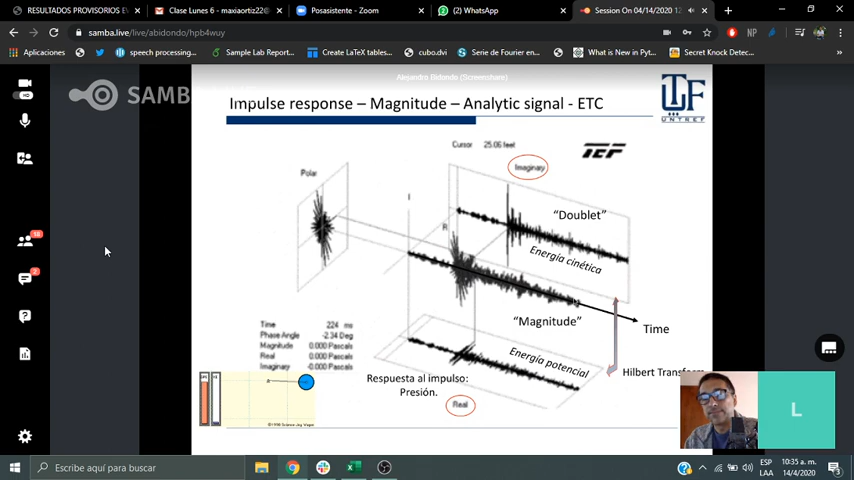 RESULTADOS PROVISORIOS E
Clase Lunes 6 - maxiaortiz22@
Posasistente - Zoom
(2) WhatsApp
Session On 04/14/2020 1
samba.live/live/abidondo/hpb4wuy
Aplicaciones
speech processing...
Sample Lab Report...
Create LaTeX tables...
cubo.dvi
Serie de Fourier en...
What is New in Pyt...
Secret Knock Detec...
NP
Alejandro Bidondo (Screenshare)
SAMB
HD
Impulse response – Magnitude – Analytic signal - ETC
UNTREF
Cursor 25.06 feet
TEF
Imaginary
Polar
I
R
“Doublet”
Energía cinética
“Magnitude”
Time
18
2
Time 224 ms
Phase Angle -2.34 Deg
Magnitude 0.000 Pascals
Real 0.000 Pascals
Imaginary -0.000 Pascals
Energía potencial
Respuesta al impulso:
Presión.
Real
Hilbert Transform
L
Escribe aquí para buscar
ESP
LAA
10:35 a. m.
14/4/2020
3